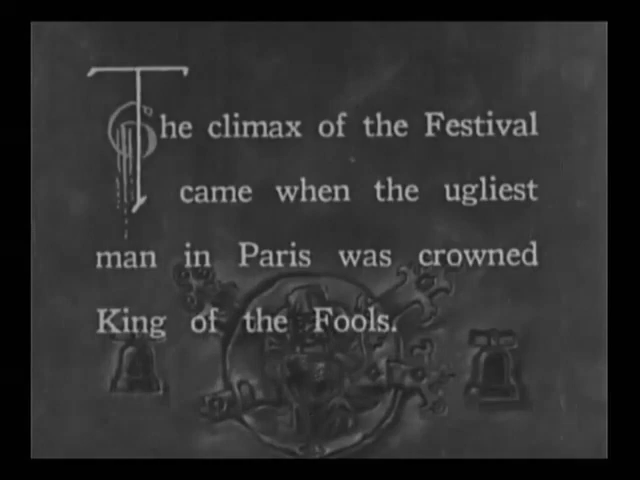 The climax of the Festival
came when the ugliest
man in Paris was crowned
King of the Fools.